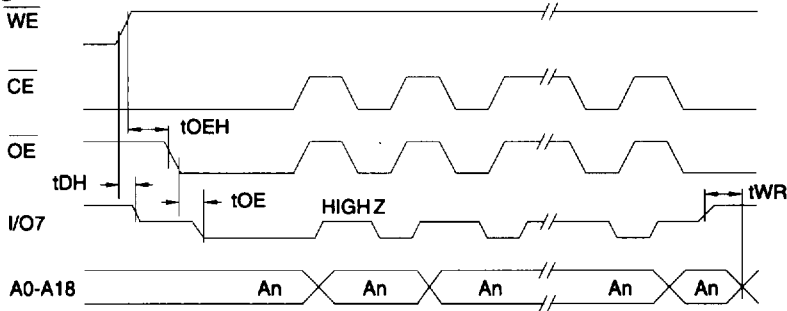 WE
CE
tOEH
OE
tDH
tOE
tWR
HIGH Z
I/O7
A0-A18 An An An An An